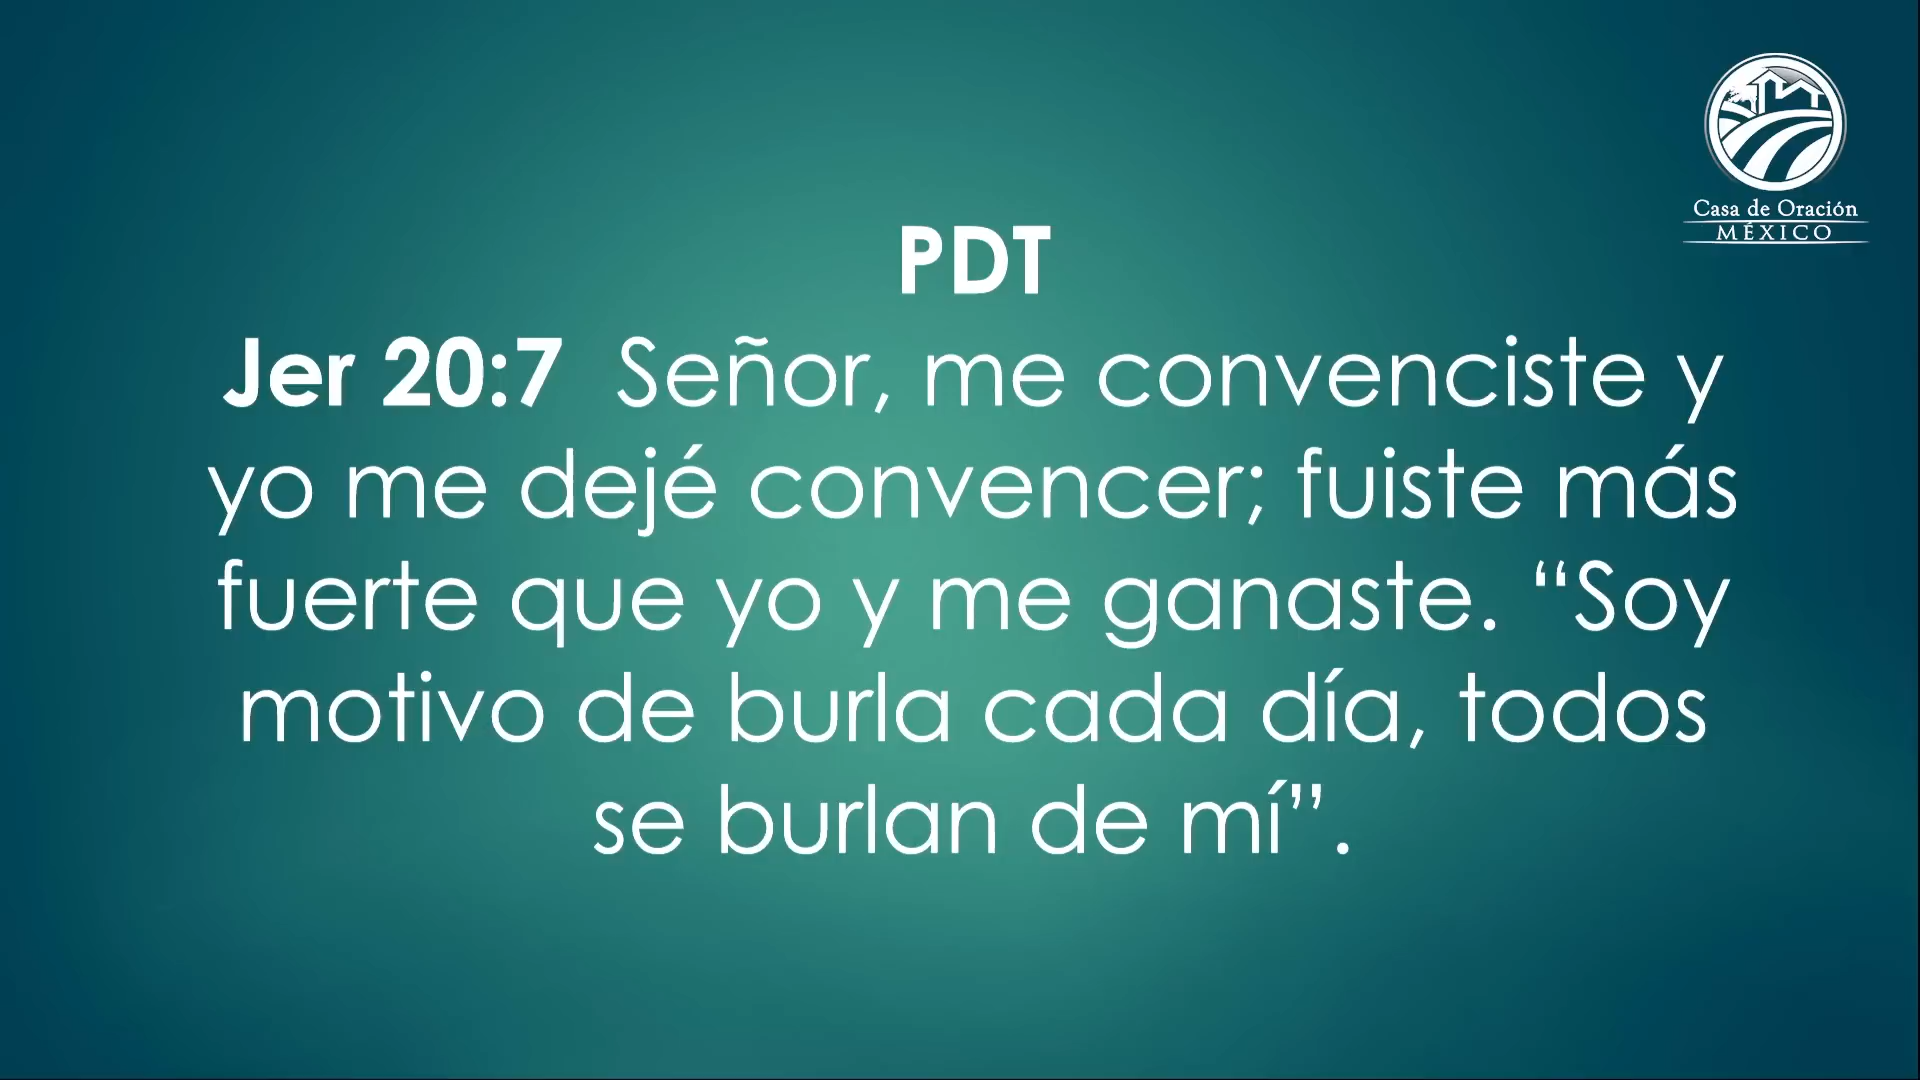 Casa de Oración
MÉXICO
PDT
Jer 20:7 Señor, me convenciste y
yo me dejé convencer; fuiste más
fuerte que yo y me ganaste. “Soy
motivo de burla cada día, todos
se burlan de mí”.